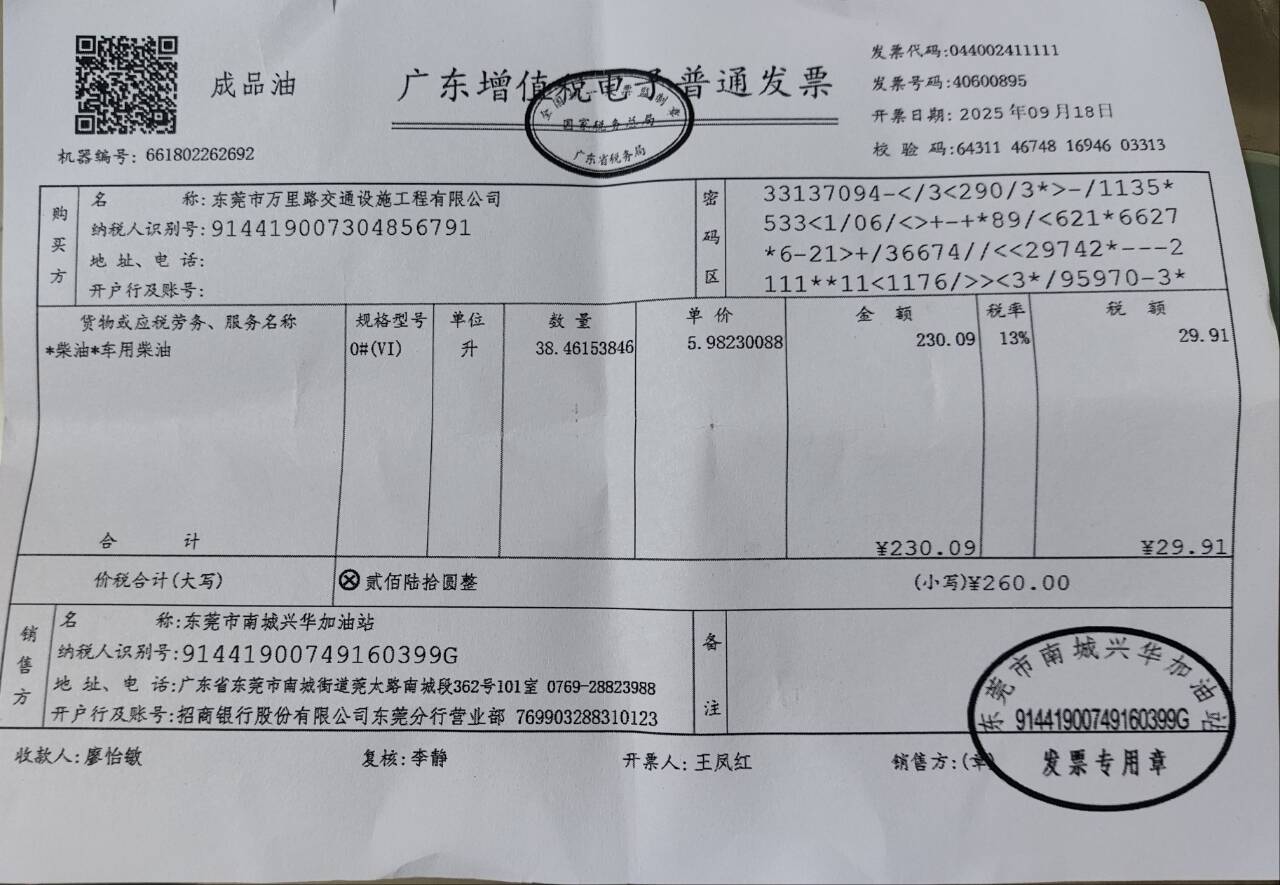 成品油
广东增值税电子普通发票
发票代码:044002411111
发票号码:40600895
开票日期: 2025年09月18日
校 验 码:64311 46748 16946 03313
机器编号: 661802262692
全国统一发票监制章
国家税务总局
广东省税务局
购买方
名 称: 东莞市万里路交通设施工程有限公司
纳税人识别号: 914419007304856791
地 址、电 话:
开户行及账号:
密码区
33137094-</3<290/3*>-/1135*
533<1/06/<>+-+*89/<621*6627
*6-21>+/36674//<<29742*---2
111**11<1176/>><3*/95970-3*
货物或应税劳务、服务名称 规格型号 单位 数 量 单 价 金 额 税率 税 额
*柴油*车用柴油 0#(VI) 升 38.46153846 5.98230088 230.09 13% 29.91
合 计 ¥230.09 ¥29.91
价税合计(大写) ⊗贰佰陆拾圆整 (小写)¥260.00
销售方
名 称: 东莞市南城兴华加油站
纳税人识别号: 91441900749160399G
地 址、电 话: 广东省东莞市南城街道莞太路南城段362号101室 0769-28823988
开户行及账号: 招商银行股份有限公司东莞分行营业部 769903288310123
备注
东莞市南城兴华加油站
91441900749160399G
发票专用章
收款人: 廖怡敏 复核: 李静 开票人: 王凤红 销售方:(章)